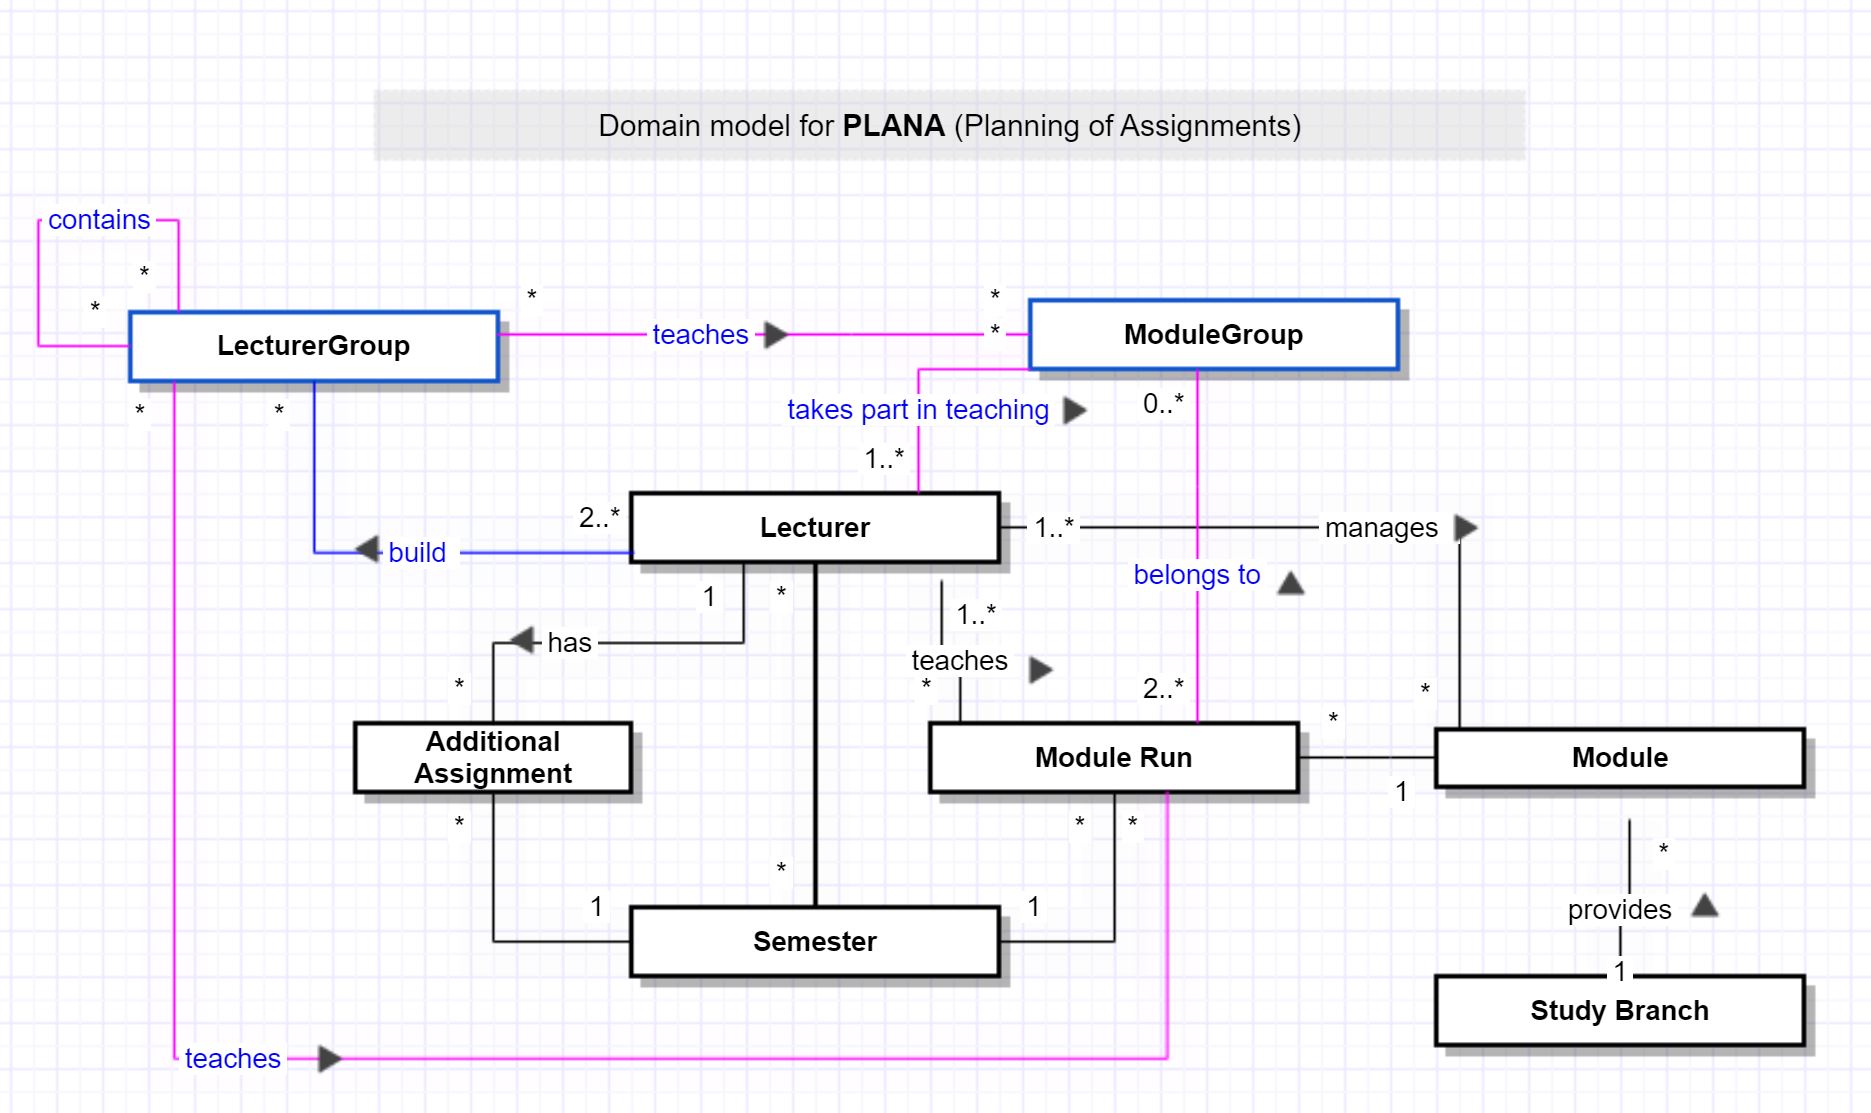 Domain model for PLANA (Planning of Assignments)
contains
*
*
*
*
teaches
*
LecturerGroup
ModuleGroup
*
*
takes part in teaching
0..*
1..*
2..*
Lecturer
1..*
manages
build
belongs to
1
*
1..*
has
teaches
*
*
2..*
*
*
Additional
Assignment
Module Run
Module
1
*
*
*
*
*
1
1
provides
Semester
1
Study Branch
teaches